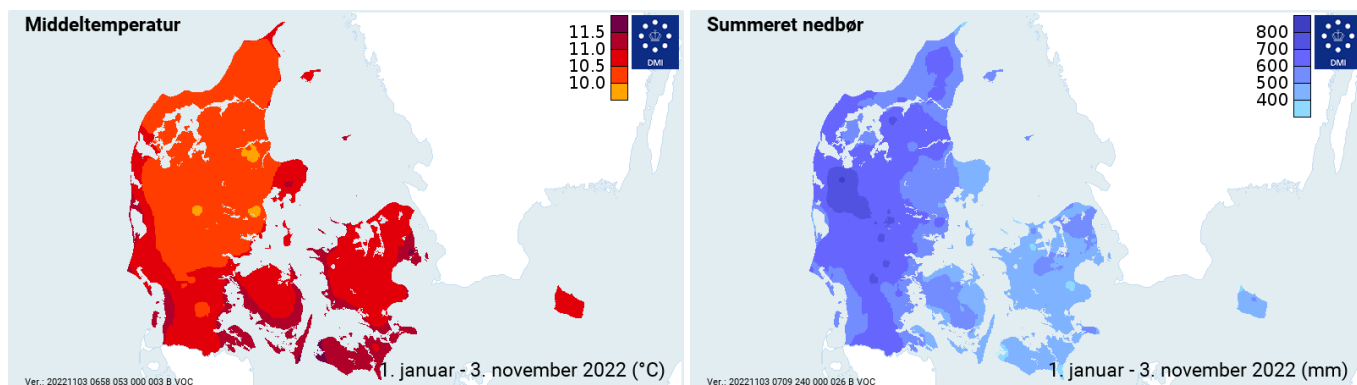 Middeltemperatur
11.5
11.0
10.5
10.0
DMI
1. januar - 3. november 2022 (°C)
Ver.: 20221103 0658 053 000 003 B VOC
Summeret nedbør
800
700
600
500
400
DMI
1. januar - 3. november 2022 (mm)
Ver.: 20221103 0709 240 000 026 B VOC